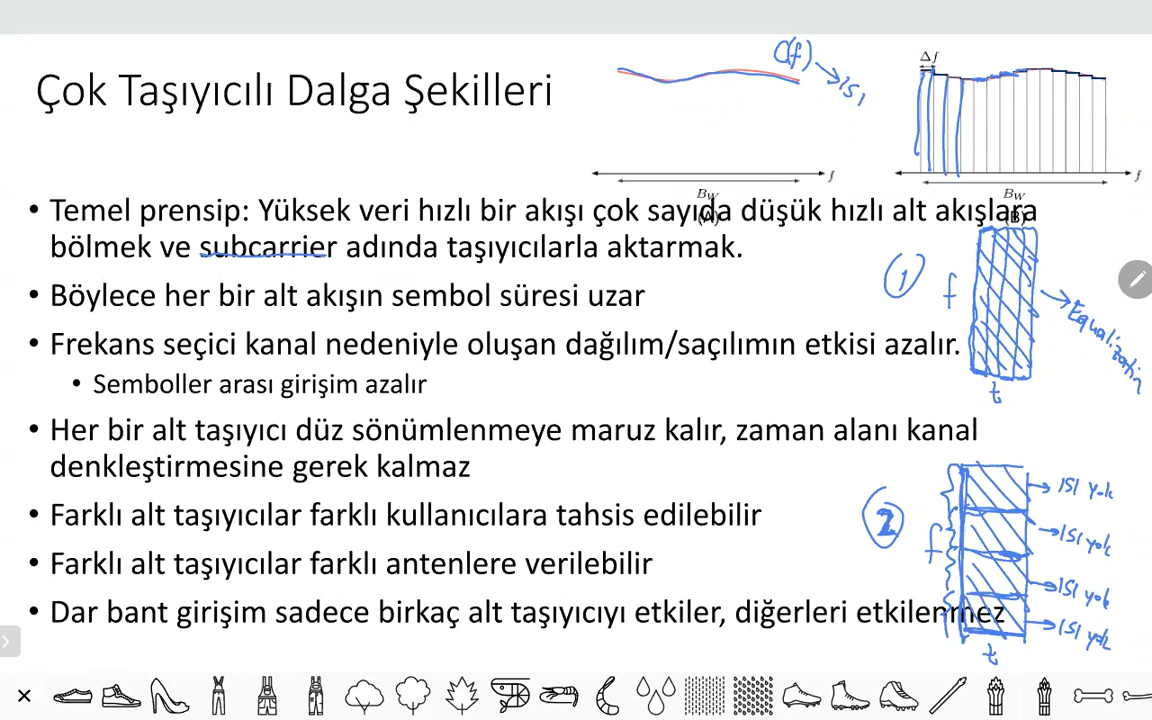 Çok Taşıyıcılı Dalga Şekilleri
C(f) → ISI
f
B_W
(A)
Δf
f
B_W
(B)
• Temel prensip: Yüksek veri hızlı bir akışı çok sayıda düşük hızlı alt akışlara
bölmek ve subcarrier adında taşıyıcılarla aktarmak.
• Böylece her bir alt akışın sembol süresi uzar
• Frekans seçici kanal nedeniyle oluşan dağılım/saçılımın etkisi azalır.
• Semboller arası girişim azalır
• Her bir alt taşıyıcı düz sönümlenmeye maruz kalır, zaman alanı kanal
denkleştirmesine gerek kalmaz
• Farklı alt taşıyıcılar farklı kullanıcılara tahsis edilebilir
• Farklı alt taşıyıcılar farklı antenlere verilebilir
• Dar bant girişim sadece birkaç alt taşıyıcıyı etkiler, diğerleri etkilenmez
1
f
→ Equalization
t
2
f
→ ISI yok
→ ISI yok
→ ISI yok
→ ISI yok
t